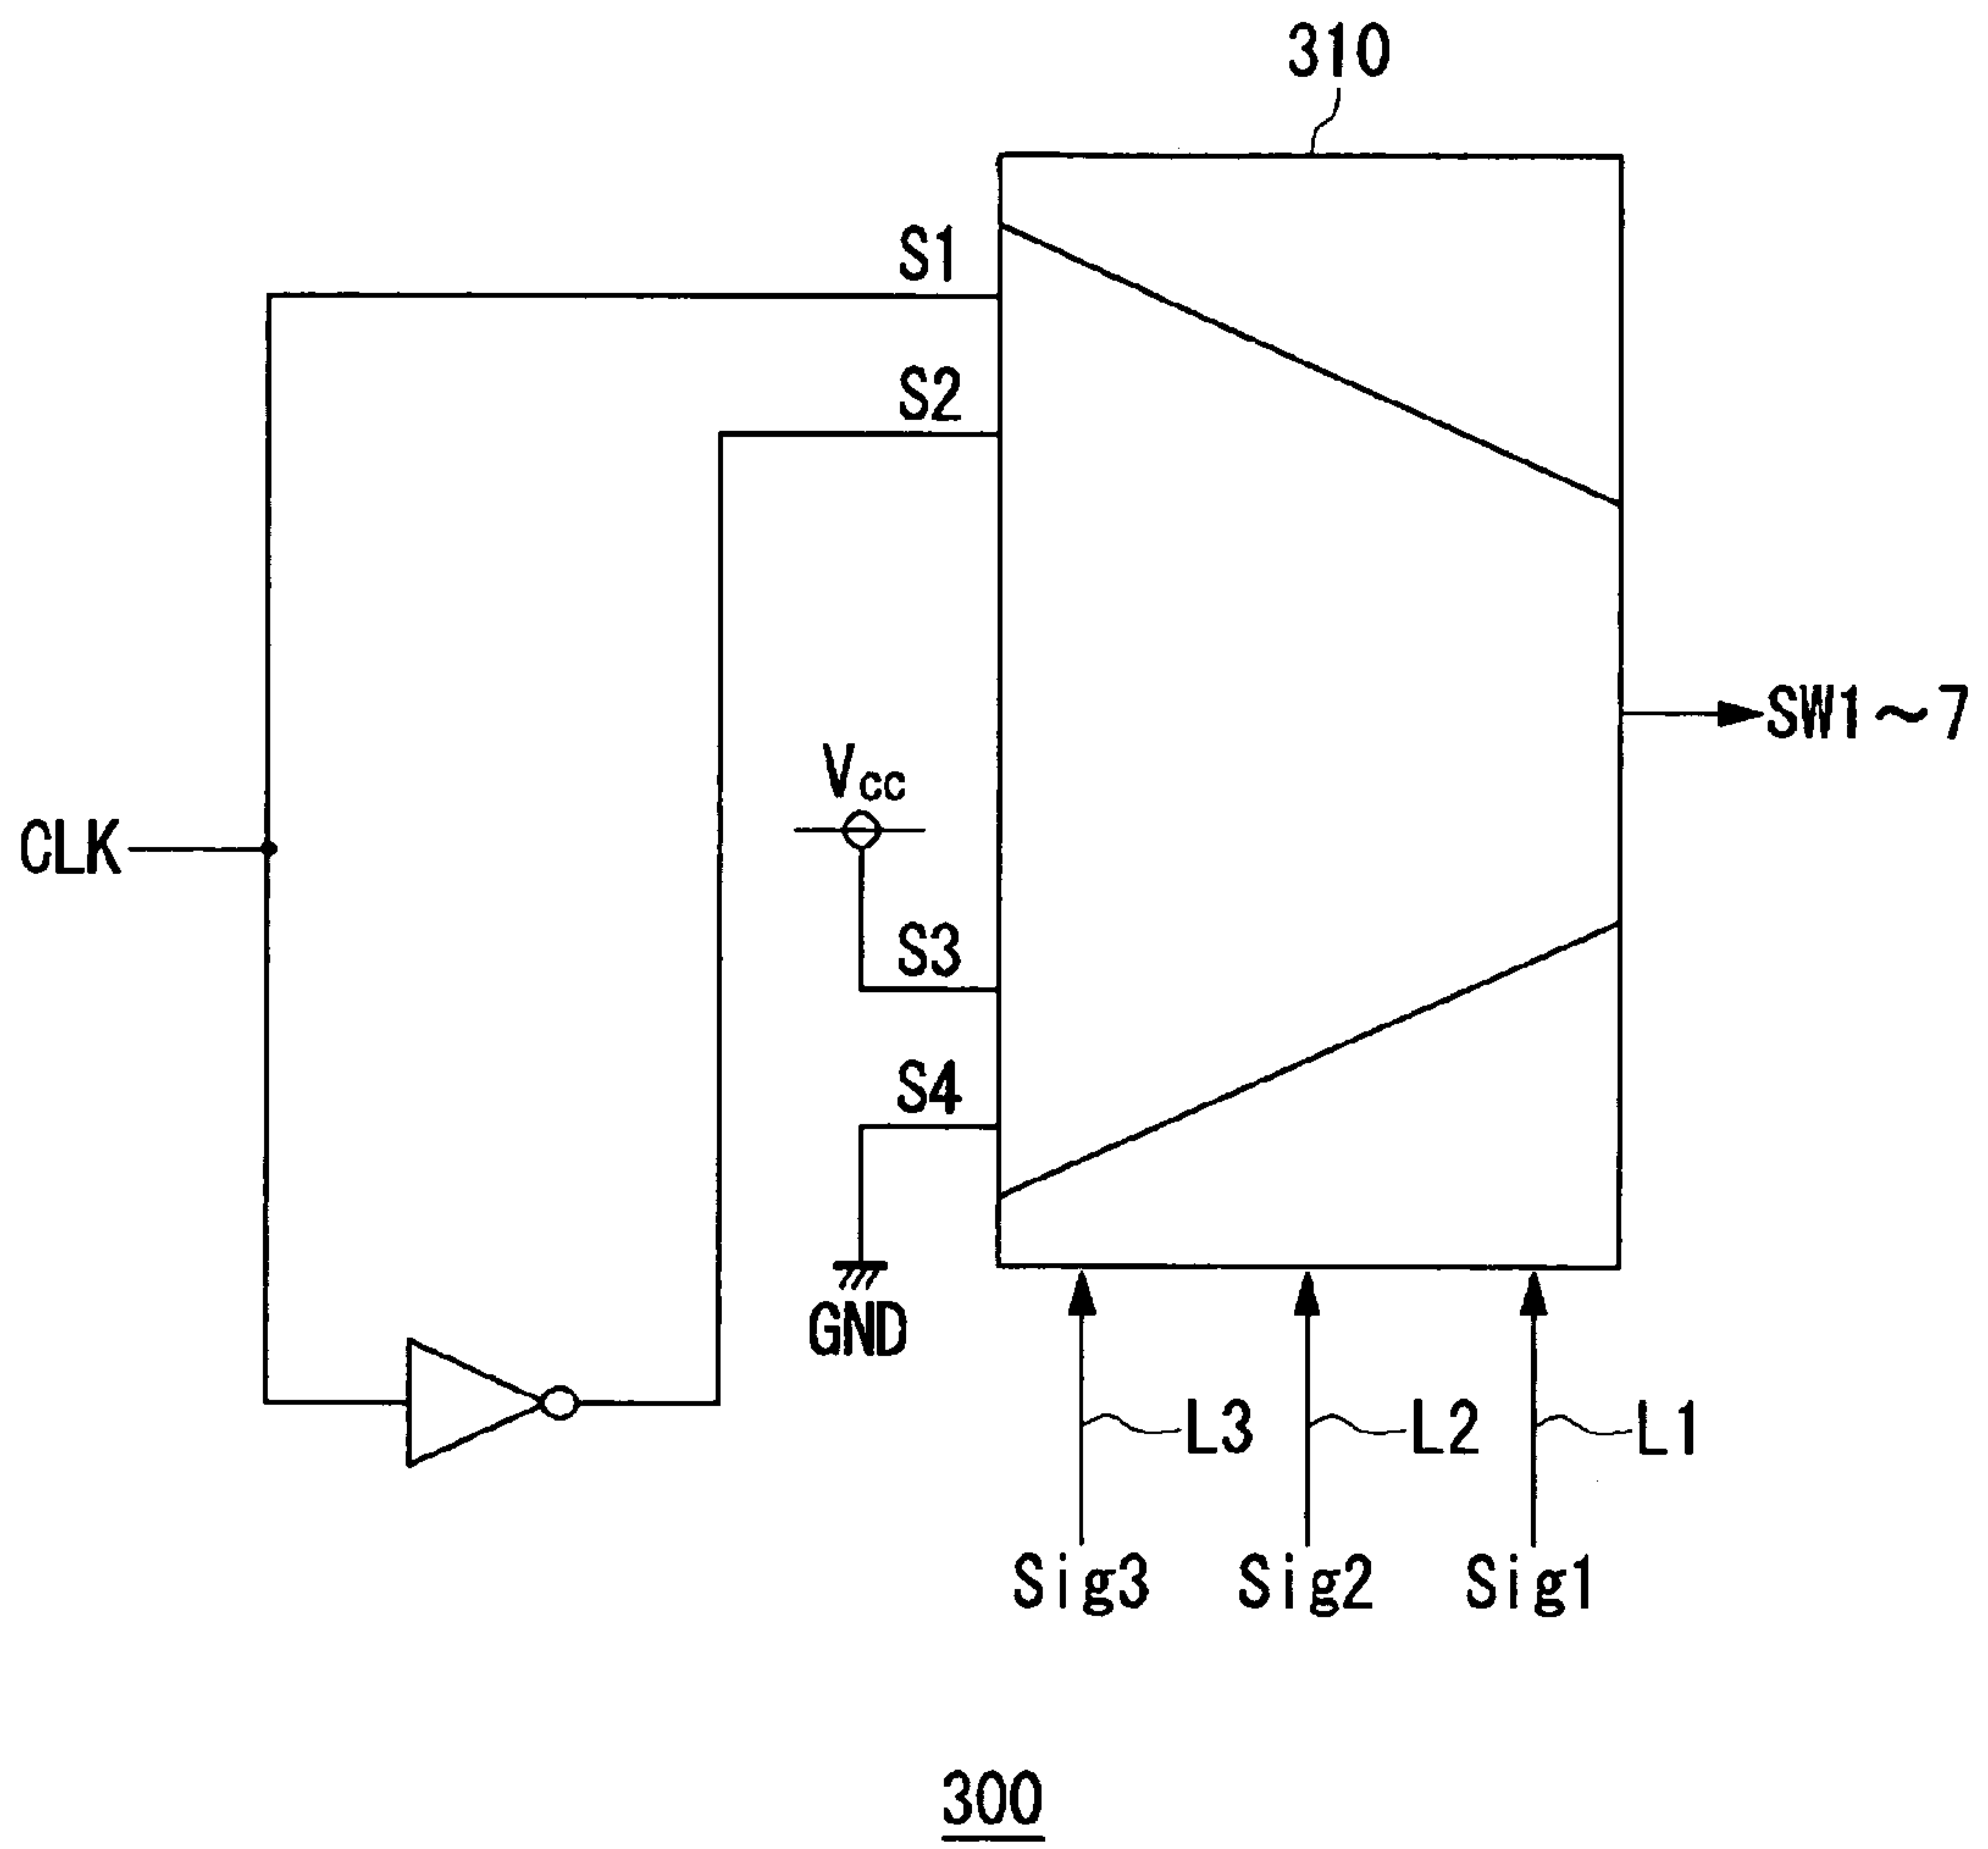 310
S1
S2
SW1～7
Vcc
CLK
S3
S4
GND
L3
L2
L1
Sig3
Sig2
Sig1
300